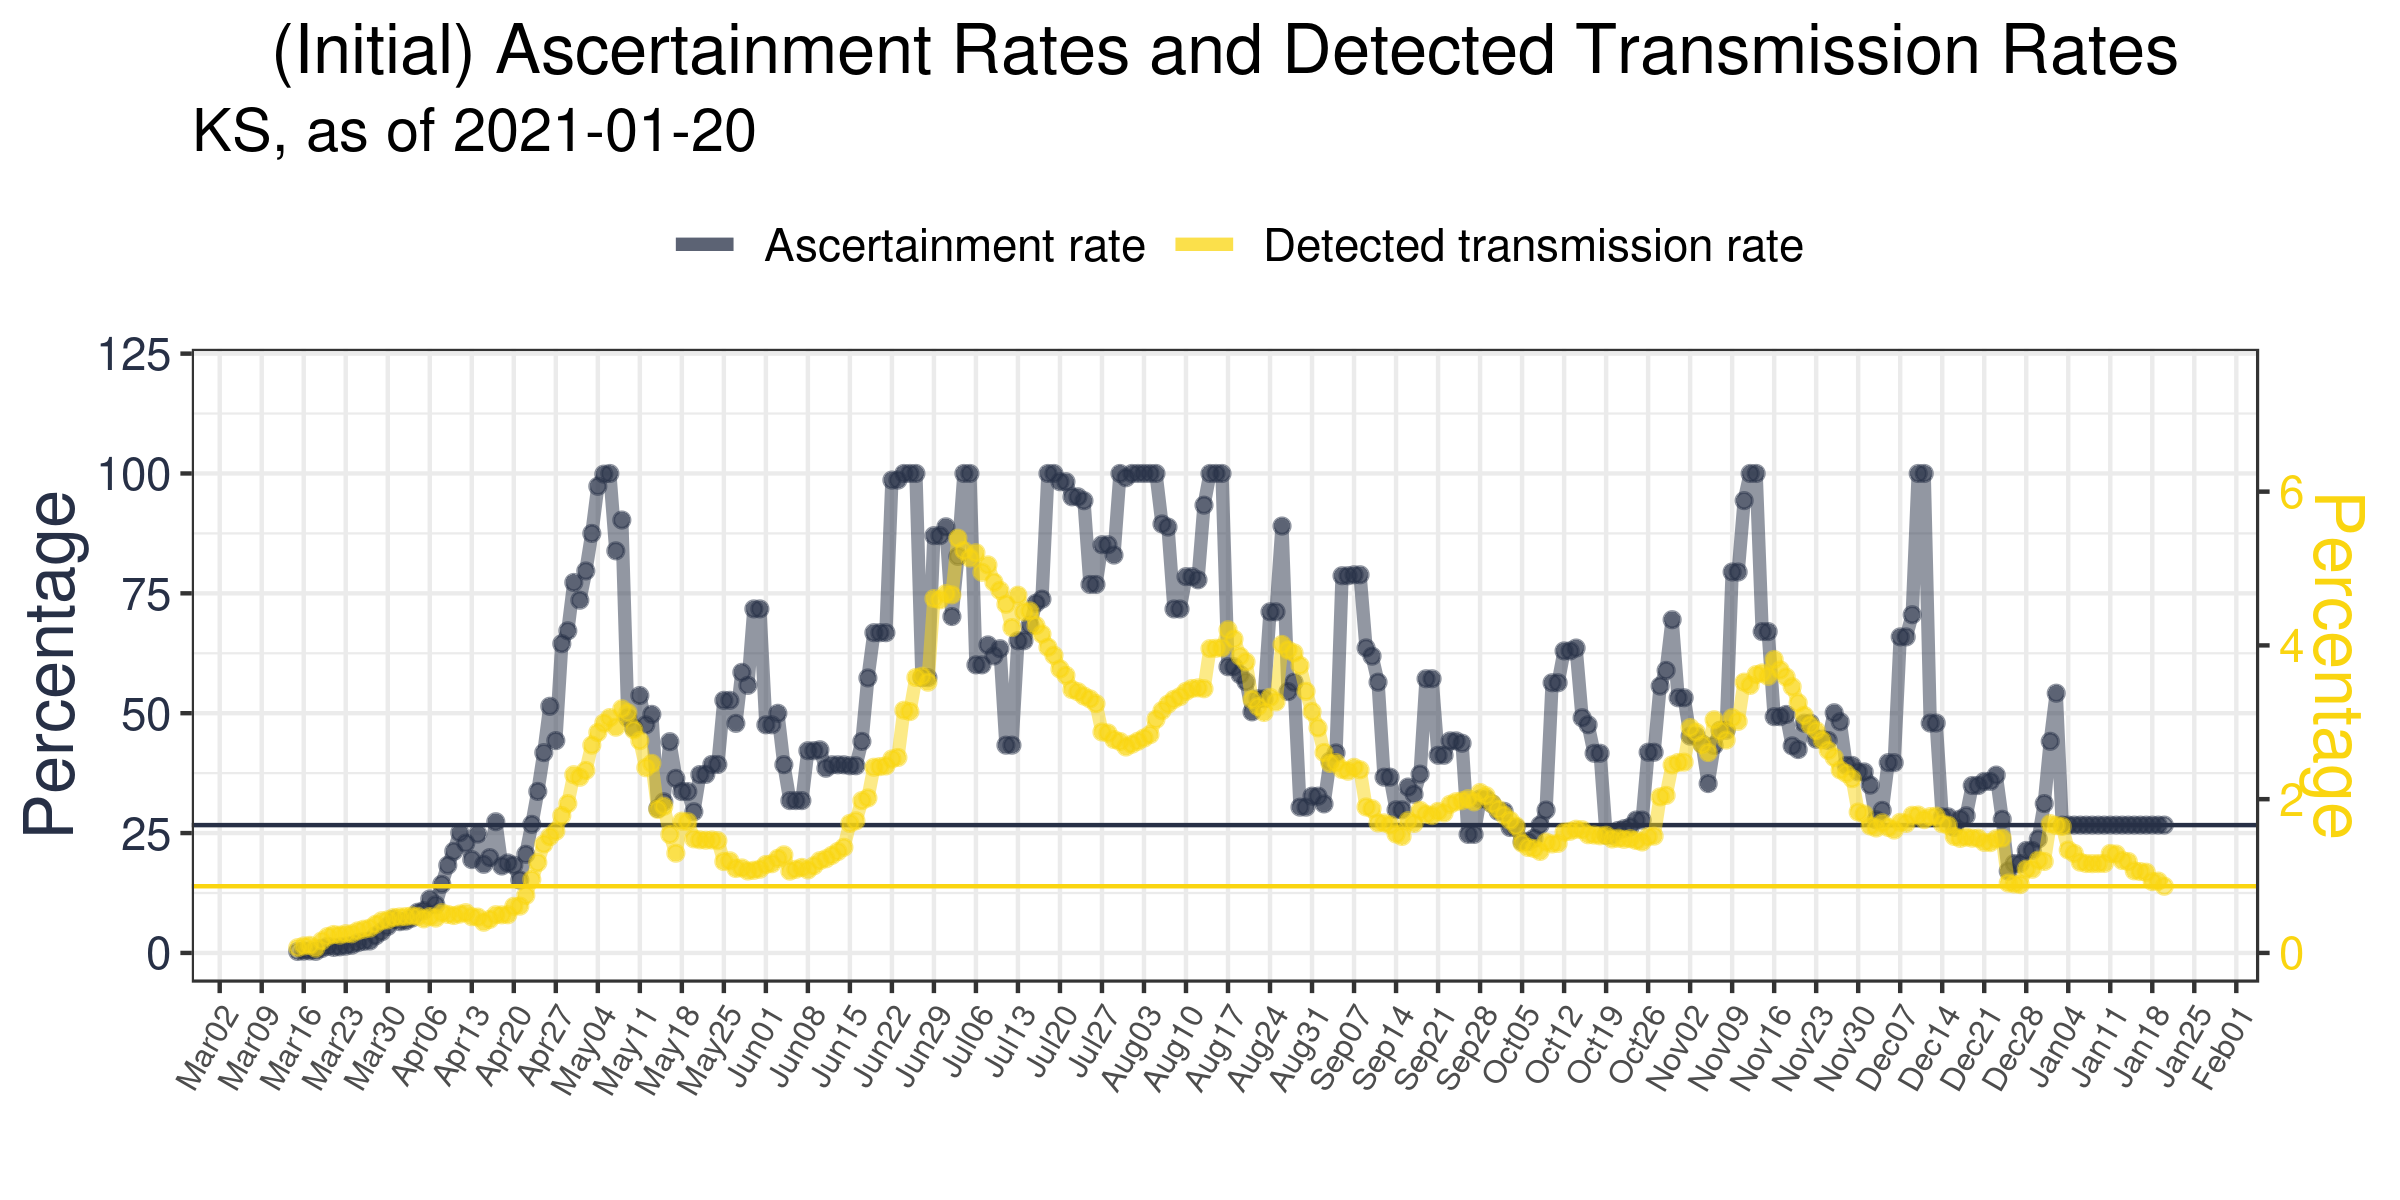 (Initial) Ascertainment Rates and Detected Transmission Rates
KS, as of 2021-01-20
Ascertainment rate
Detected transmission rate
Percentage
125
100
75
50
25
0
Percentage
6
4
2
0
Mar02
Mar09
Mar16
Mar23
Mar30
Apr06
Apr13
Apr20
Apr27
May04
May11
May18
May25
Jun01
Jun08
Jun15
Jun22
Jun29
Jul06
Jul13
Jul20
Jul27
Aug03
Aug10
Aug17
Aug24
Aug31
Sep07
Sep14
Sep21
Sep28
Oct05
Oct12
Oct19
Oct26
Nov02
Nov09
Nov16
Nov23
Nov30
Dec07
Dec14
Dec21
Dec28
Jan04
Jan11
Jan18
Jan25
Feb01